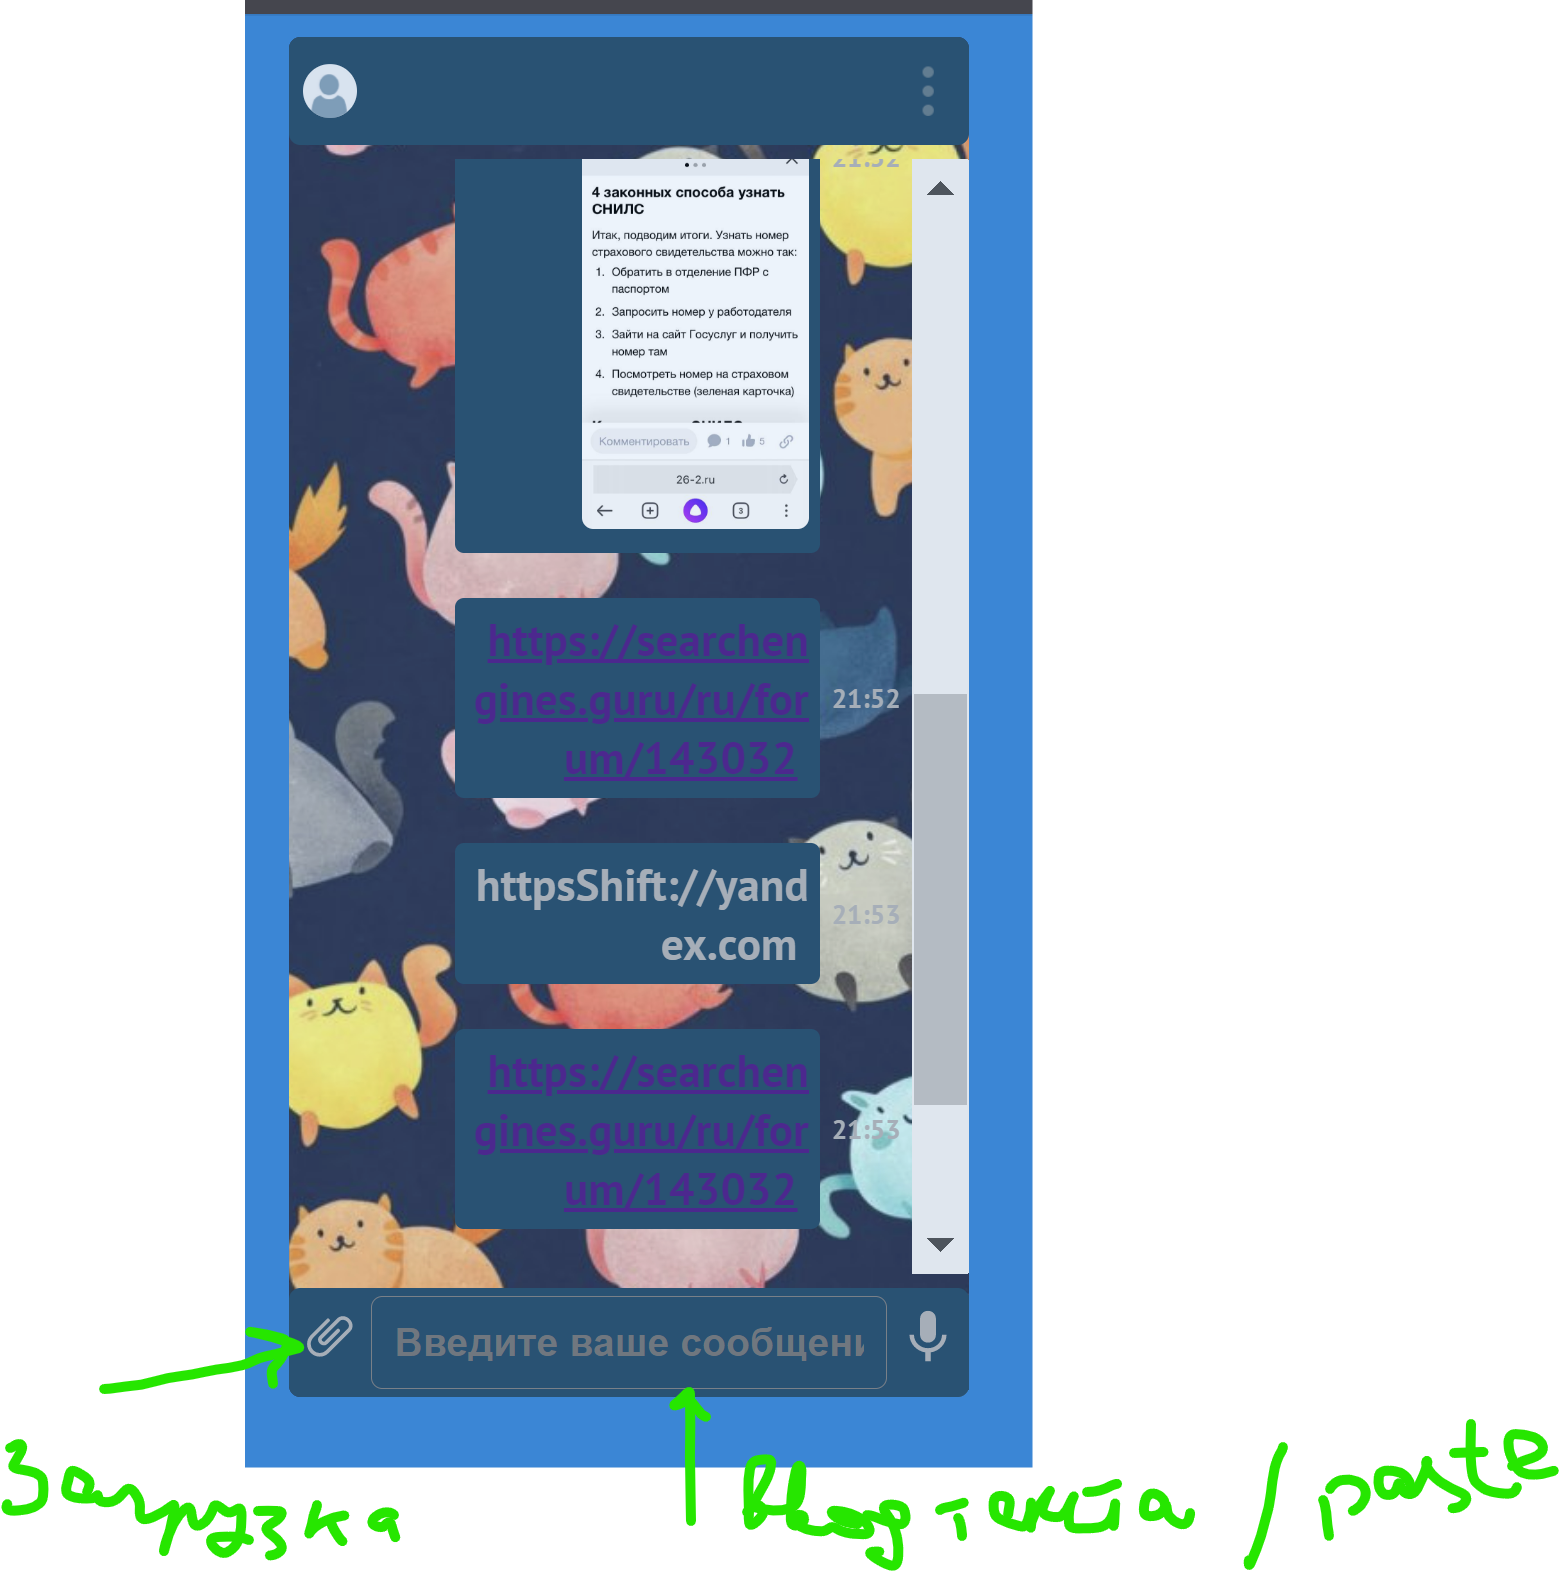 21:52
4 законных способа узнать
СНИЛС
Итак, подводим итоги. Узнать номер
страхового свидетельства можно так:
1. Обратить в отделение ПФР с
паспортом
2. Запросить номер у работодателя
3. Зайти на сайт Госуслуг и получить
номер там
4. Посмотреть номер на страховом
свидетельстве (зеленая карточка)
Комментировать 1 5
26-2.ru
3
https://searchen
gines.guru/ru/for
um/143032
21:52
httpsShift://yand
ex.com
21:53
https://searchen
gines.guru/ru/for
um/143032
21:53
Введите ваше сообщени
Загрузка
Ввод текста / paste